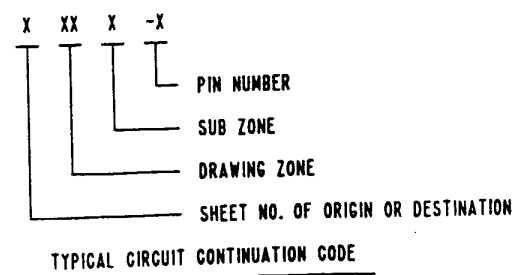 X XX X -X
PIN NUMBER
SUB ZONE
DRAWING ZONE
SHEET NO. OF ORIGIN OR DESTINATION
TYPICAL CIRCUIT CONTINUATION CODE